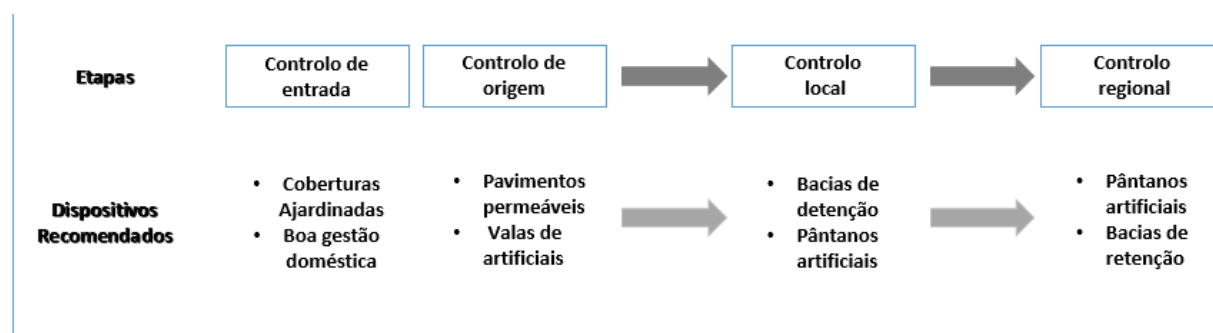 Etapas
Controlo de
entrada
Controlo de
origem
Controlo
local
Controlo
regional
Dispositivos
Recomendados
• Coberturas
Ajardinadas
• Boa gestão
doméstica
• Pavimentos
permeáveis
• Valas de
artificiais
• Bacias de
detenção
• Pântanos
artificiais
• Pântanos
artificiais
• Bacias de
retenção